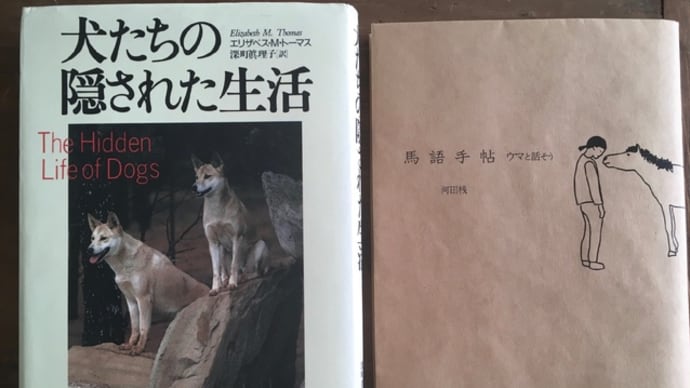 犬たちの
隠された生活
Elizabeth M. Thomas
エリザベス・M・トーマス
深町眞理子[訳]
The Hidden
Life of Dogs
馬語手帖 ウマと話そう
河田桟